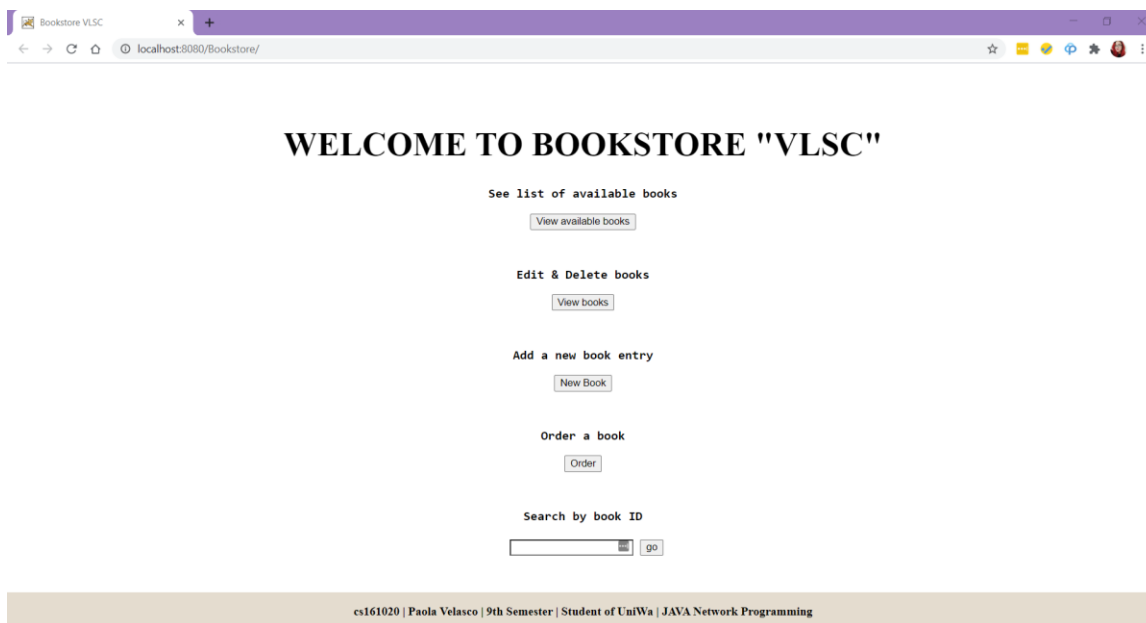 Bookstore VLSC
localhost:8080/Bookstore/
WELCOME TO BOOKSTORE "VLSC"
See list of available books
View available books
Edit & Delete books
View books
Add a new book entry
New Book
Order a book
Order
Search by book ID
go
cs161020 | Paola Velasco | 9th Semester | Student of UniWa | JAVA Network Programming